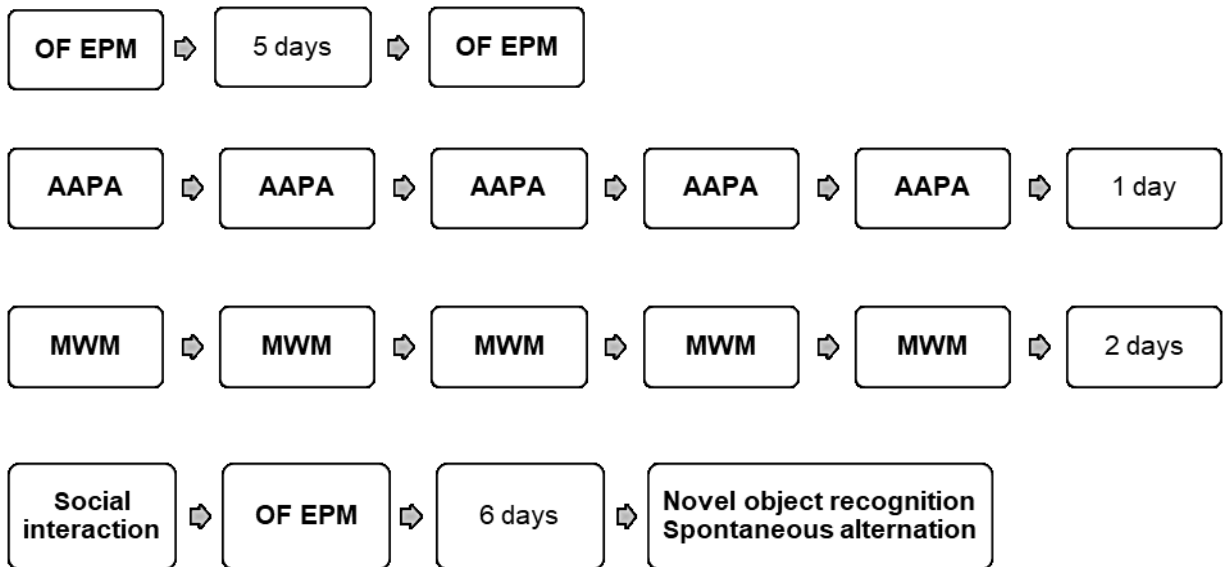 OF EPM
5 days
OF EPM
AAPA
AAPA
AAPA
AAPA
AAPA
1 day
MWM
MWM
MWM
MWM
MWM
2 days
Social
interaction
OF EPM
6 days
Novel object recognition
Spontaneous alternation